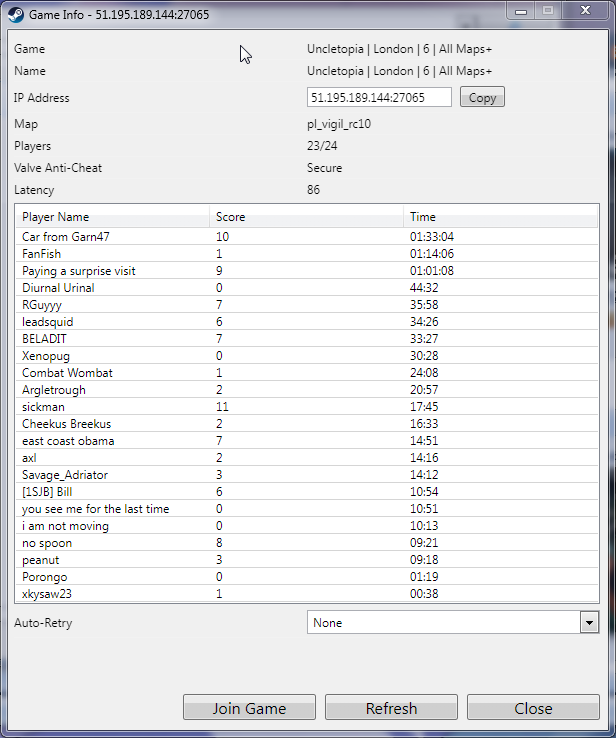 Game Info - 51.195.189.144:27065
Game Uncletopia | London | 6 | All Maps+
Name Uncletopia | London | 6 | All Maps+
IP Address 51.195.189.144:27065 Copy
Map pl_vigil_rc10
Players 23/24
Valve Anti-Cheat Secure
Latency 86
Player Name Score Time
Car from Garn47 10 01:33:04
FanFish 1 01:14:06
Paying a surprise visit 9 01:01:08
Diurnal Urinal 0 44:32
RGuyyy 7 35:58
leadsquid 6 34:26
BELADIT 7 33:27
Xenopug 0 30:28
Combat Wombat 1 24:08
Argletrough 2 20:57
sickman 11 17:45
Cheekus Breekus 2 16:33
east coast obama 7 14:51
axl 2 14:16
Savage_Adriator 3 14:12
[1SJB] Bill 6 10:54
you see me for the last time 0 10:51
i am not moving 0 10:13
no spoon 8 09:21
peanut 3 09:18
Porongo 0 01:19
xkysaw23 1 00:38
Auto-Retry None
Join Game Refresh Close